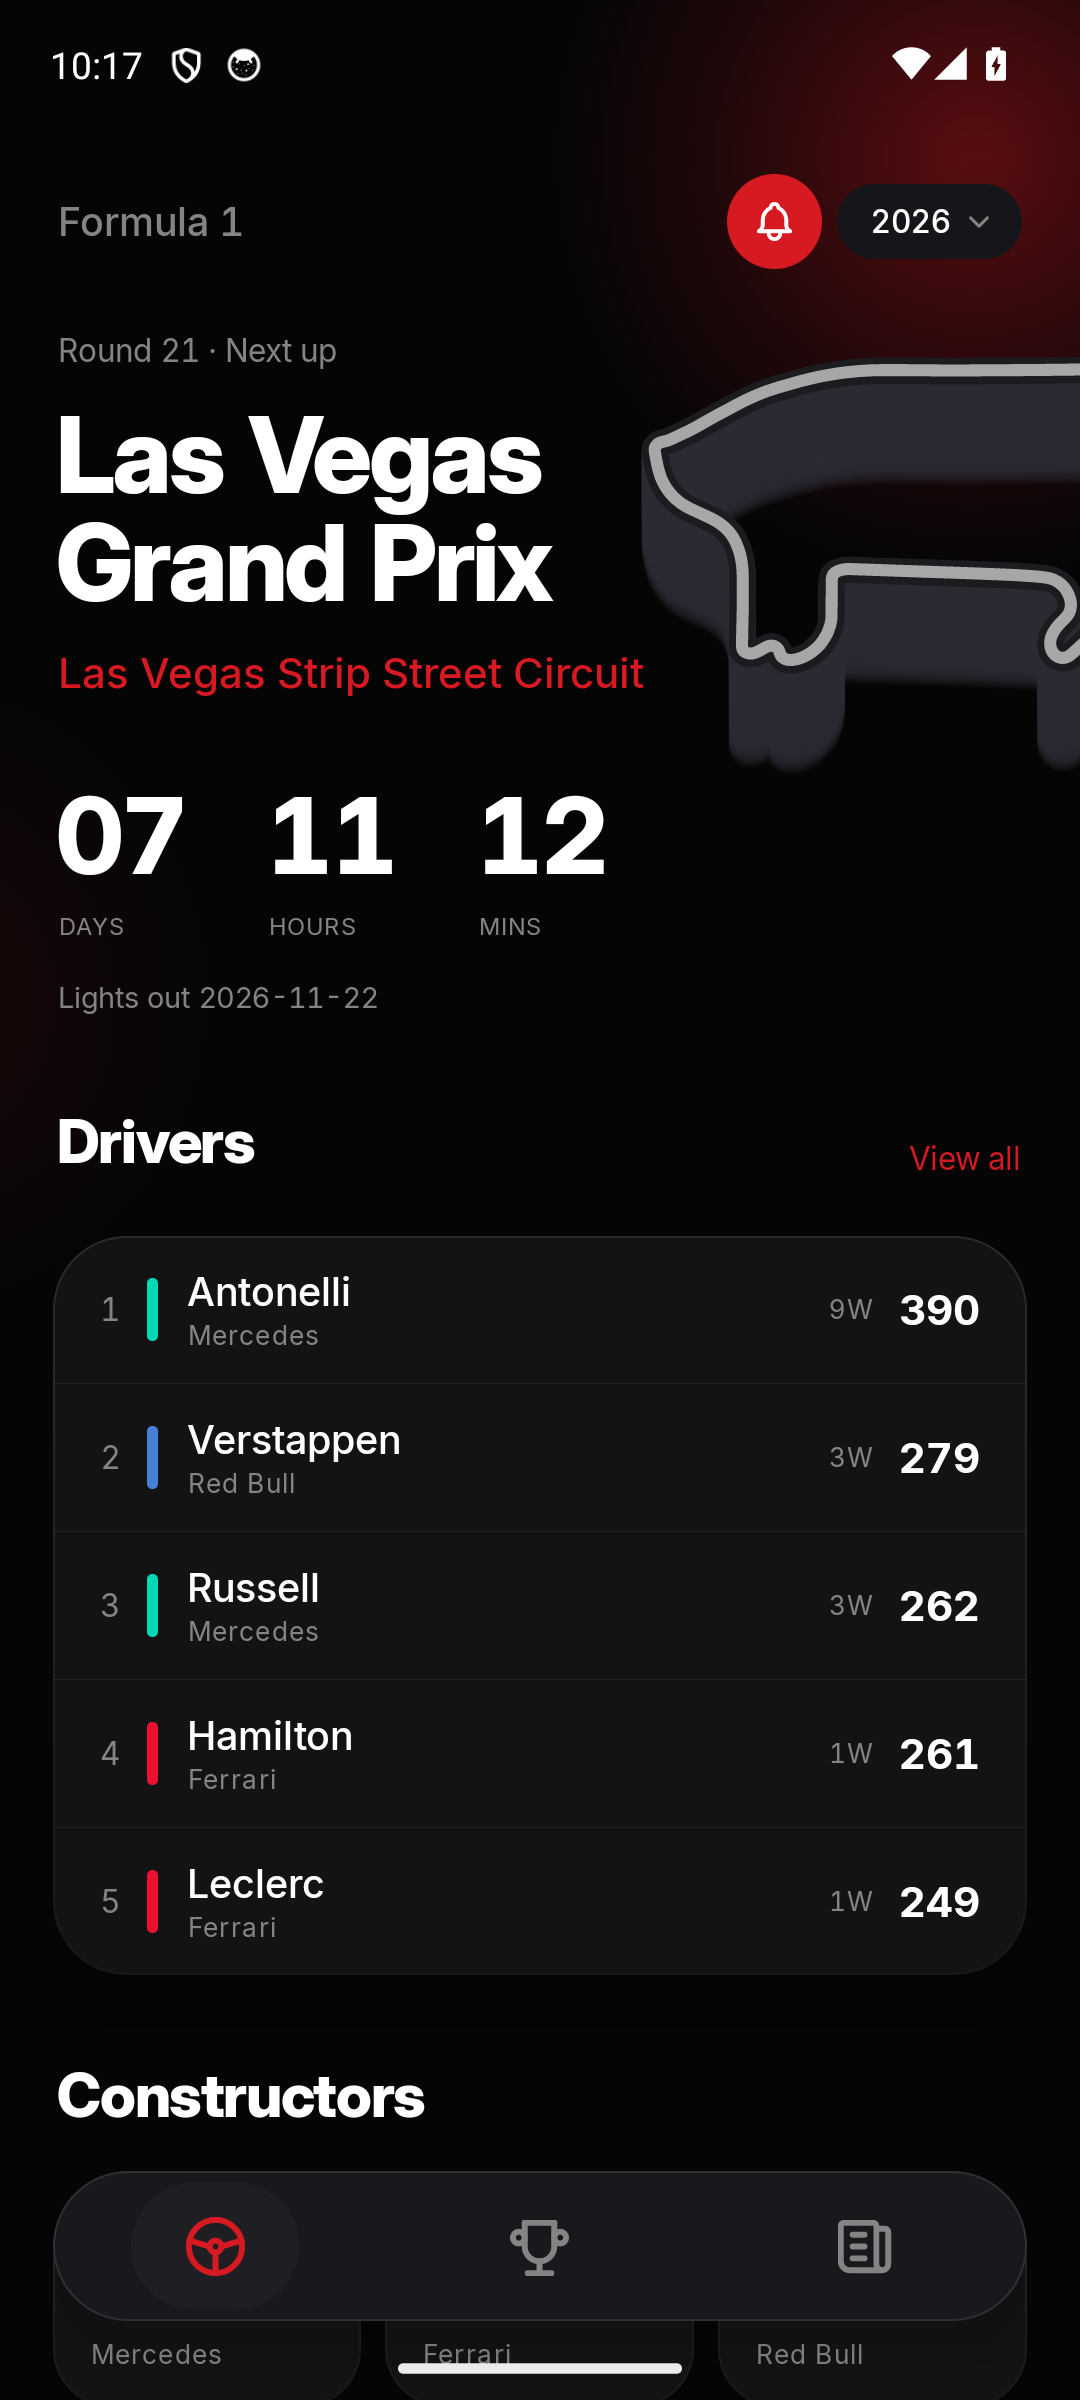 10:17
Formula 1
2026
Round 21 · Next up
Las Vegas
Grand Prix
Las Vegas Strip Street Circuit
07 11 12
DAYS HOURS MINS
Lights out 2026-11-22
Drivers
View all
1 Antonelli 9W 390
Mercedes
2 Verstappen 3W 279
Red Bull
3 Russell 3W 262
Mercedes
4 Hamilton 1W 261
Ferrari
5 Leclerc 1W 249
Ferrari
Constructors
Mercedes Ferrari Red Bull